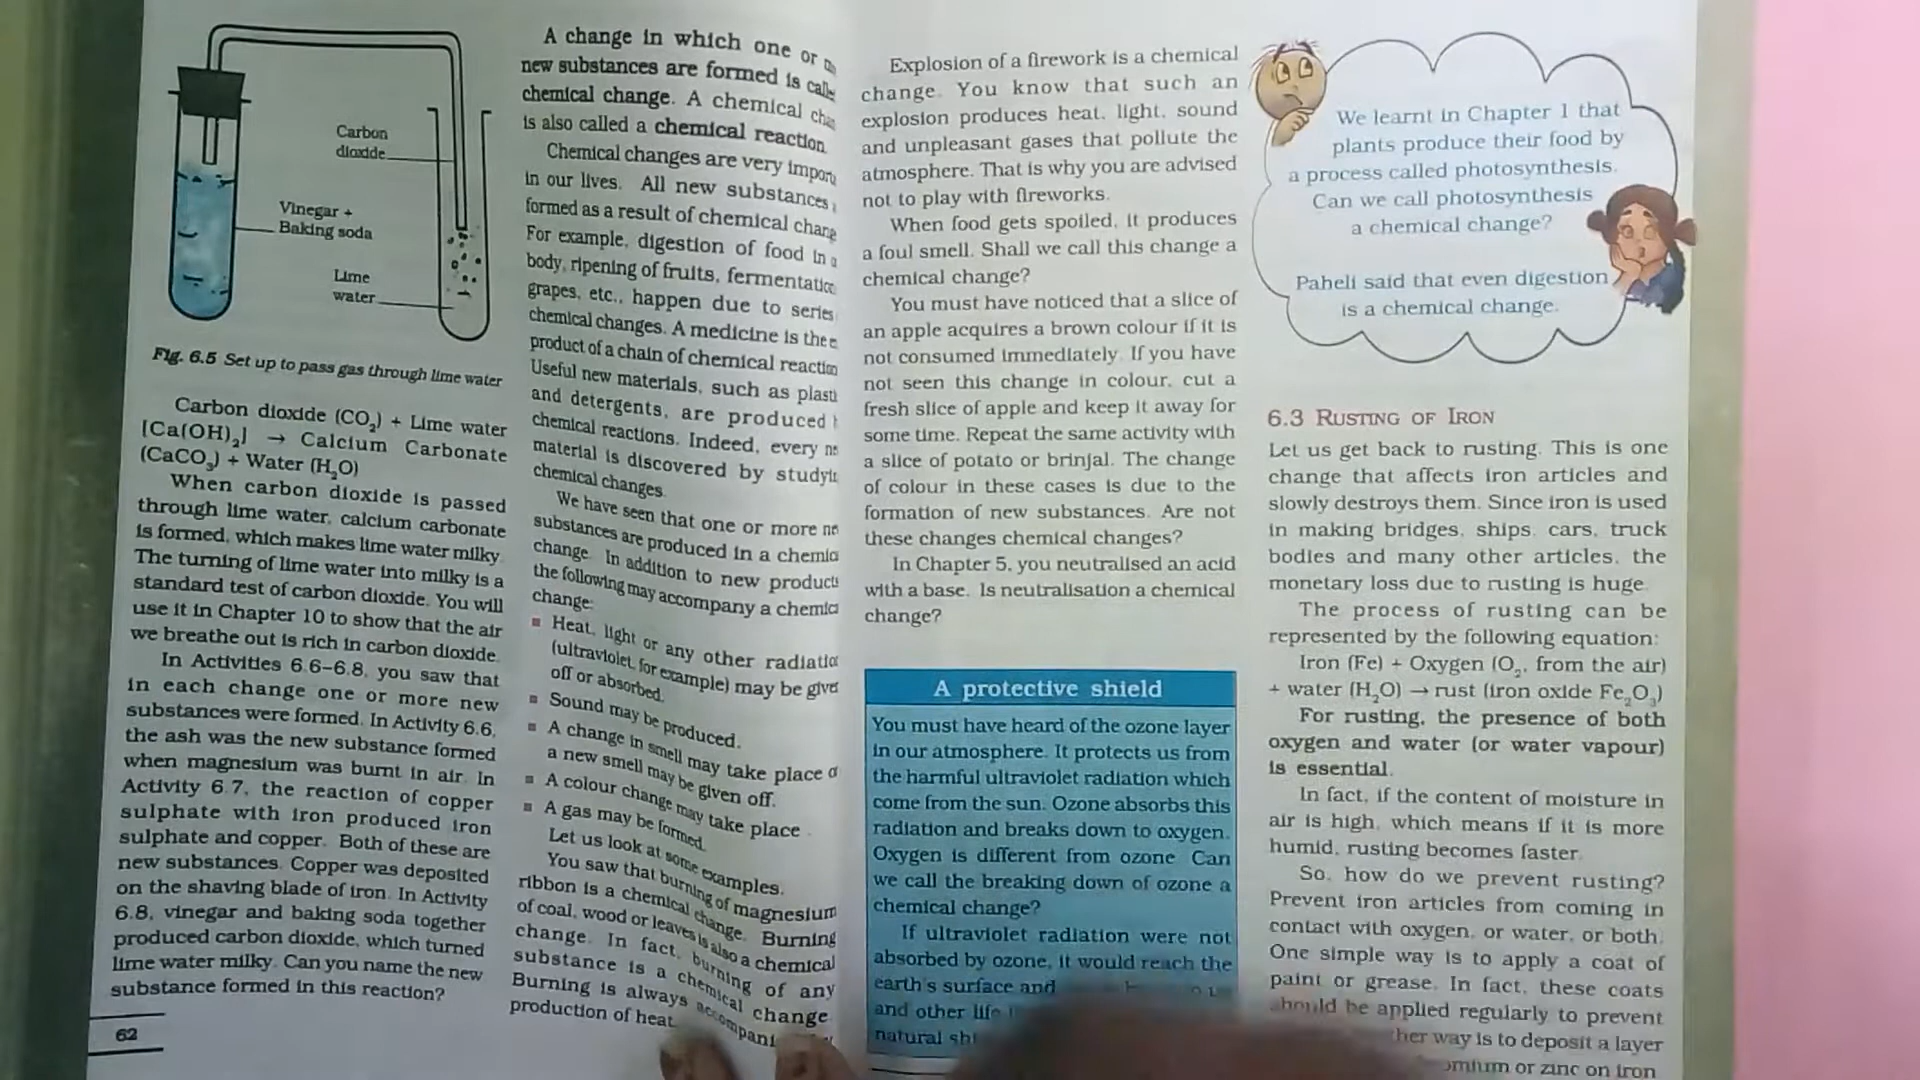 Carbon
dioxide
Vinegar +
Baking soda
Lime
water
Fig. 6.5 Set up to pass gas through lime water
Carbon dioxide (CO₂) + Lime water
[Ca(OH)₂] → Calcium Carbonate
(CaCO₃) + Water (H₂O)
When carbon dioxide is passed
through lime water, calcium carbonate
is formed, which makes lime water milky.
The turning of lime water into milky is a
standard test of carbon dioxide. You will
use it in Chapter 10 to show that the air
we breathe out is rich in carbon dioxide.
In Activities 6.6–6.8, you saw that
in each change one or more new
substances were formed. In Activity 6.6,
the ash was the new substance formed
when magnesium was burnt in air. In
Activity 6.7, the reaction of copper
sulphate with iron produced iron
sulphate and copper. Both of these are
new substances. Copper was deposited
on the shaving blade of iron. In Activity
6.8, vinegar and baking soda together
produced carbon dioxide, which turned
lime water milky. Can you name the new
substance formed in this reaction?
62
A change in which one or
new substances are formed is
chemical change. A chemical
is also called a chemical reaction.
Chemical changes are very
in our lives. All new substances
formed as a result of chemical
For example, digestion of food in
body, ripening of fruits,
grapes, etc., happen due to series
chemical changes. A medicine is the
product of a chain of chemical
Useful new materials, such as
and detergents, are produced
chemical reactions. Indeed, every
material is discovered by
chemical changes.
We have seen that one or more
substances are produced in a
change. In addition to new products
the following may accompany a
change:
■ Heat, light or any other
(ultraviolet, for example) may be
off or absorbed.
■ Sound may be produced.
■ A change in smell may take place
a new smell may be given off.
■ A colour change may take place
■ A gas may be formed.
Let us look at some examples.
You saw that burning of magnesium
ribbon is a chemical change. Burning
of coal, wood or leaves is also a chemical
change. In fact, burning of any
substance is a chemical change
Burning is always
production of heat.
Explosion of a firework is a chemical
change. You know that such an
explosion produces heat, light, sound
and unpleasant gases that pollute the
atmosphere. That is why you are advised
not to play with fireworks.
When food gets spoiled, it produces
a foul smell. Shall we call this change a
chemical change?
You must have noticed that a slice of
an apple acquires a brown colour if it is
not consumed immediately. If you have
not seen this change in colour, cut a
fresh slice of apple and keep it away for
some time. Repeat the same activity with
a slice of potato or brinjal. The change
of colour in these cases is due to the
formation of new substances. Are not
these changes chemical changes?
In Chapter 5, you neutralised an acid
with a base. Is neutralisation a chemical
change?
A protective shield
You must have heard of the ozone layer
in our atmosphere. It protects us from
the harmful ultraviolet radiation which
come from the sun. Ozone absorbs this
radiation and breaks down to oxygen.
Oxygen is different from ozone. Can
we call the breaking down of ozone a
chemical change?
If ultraviolet radiation were not
absorbed by ozone, it would reach the
earth's surface and
and other life
natural
We learnt in Chapter 1 that
plants produce their food by
a process called photosynthesis.
Can we call photosynthesis
a chemical change?
Paheli said that even digestion
is a chemical change.
6.3 RUSTING OF IRON
Let us get back to rusting. This is one
change that affects iron articles and
slowly destroys them. Since iron is used
in making bridges, ships, cars, truck
bodies and many other articles, the
monetary loss due to rusting is huge.
The process of rusting can be
represented by the following equation:
Iron (Fe) + Oxygen (O₂, from the air)
+ water (H₂O) → rust (iron oxide Fe₂O₃)
For rusting, the presence of both
oxygen and water (or water vapour)
is essential.
In fact, if the content of moisture in
air is high, which means if it is more
humid, rusting becomes faster.
So, how do we prevent rusting?
Prevent iron articles from coming in
contact with oxygen, or water, or both.
One simple way is to apply a coat of
paint or grease. In fact, these coats
should be applied regularly to prevent
way is to deposit a layer
or zinc on iron